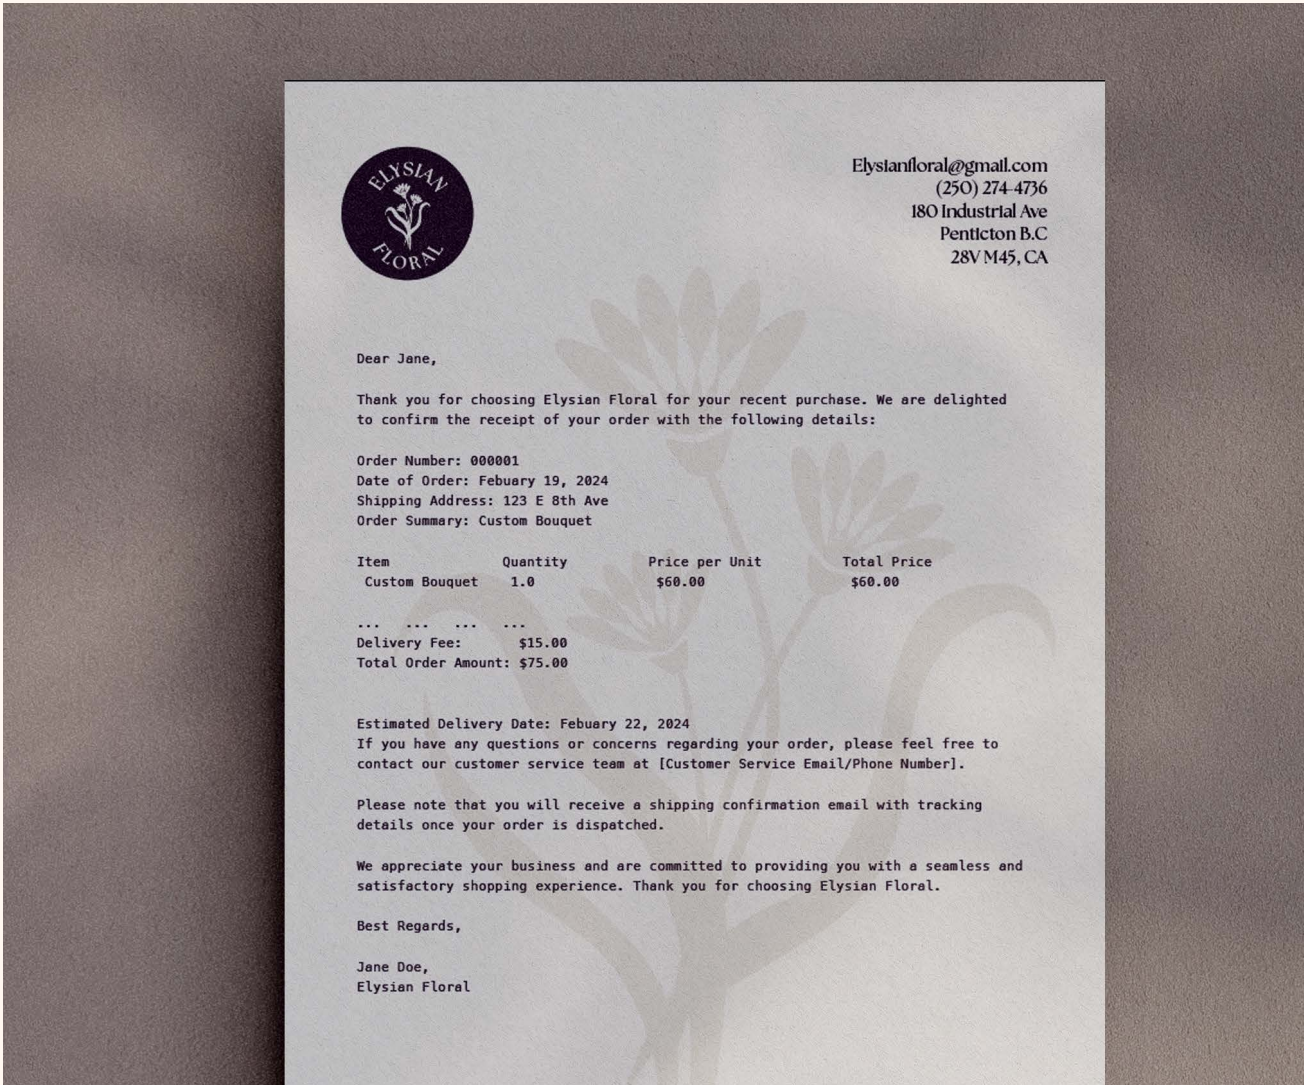 ELYSIAN
FLORAL
Elysianfloral@gmail.com
(250) 274-4736
180 Industrial Ave
Penticton B.C
28V M45, CA
Dear Jane,
Thank you for choosing Elysian Floral for your recent purchase. We are delighted
to confirm the receipt of your order with the following details:
Order Number: 000001
Date of Order: Febuary 19, 2024
Shipping Address: 123 E 8th Ave
Order Summary: Custom Bouquet
Item Quantity Price per Unit Total Price
Custom Bouquet 1.0 $60.00 $60.00
... ... ... ...
Delivery Fee: $15.00
Total Order Amount: $75.00
Estimated Delivery Date: Febuary 22, 2024
If you have any questions or concerns regarding your order, please feel free to
contact our customer service team at [Customer Service Email/Phone Number].
Please note that you will receive a shipping confirmation email with tracking
details once your order is dispatched.
We appreciate your business and are committed to providing you with a seamless and
satisfactory shopping experience. Thank you for choosing Elysian Floral.
Best Regards,
Jane Doe,
Elysian Floral